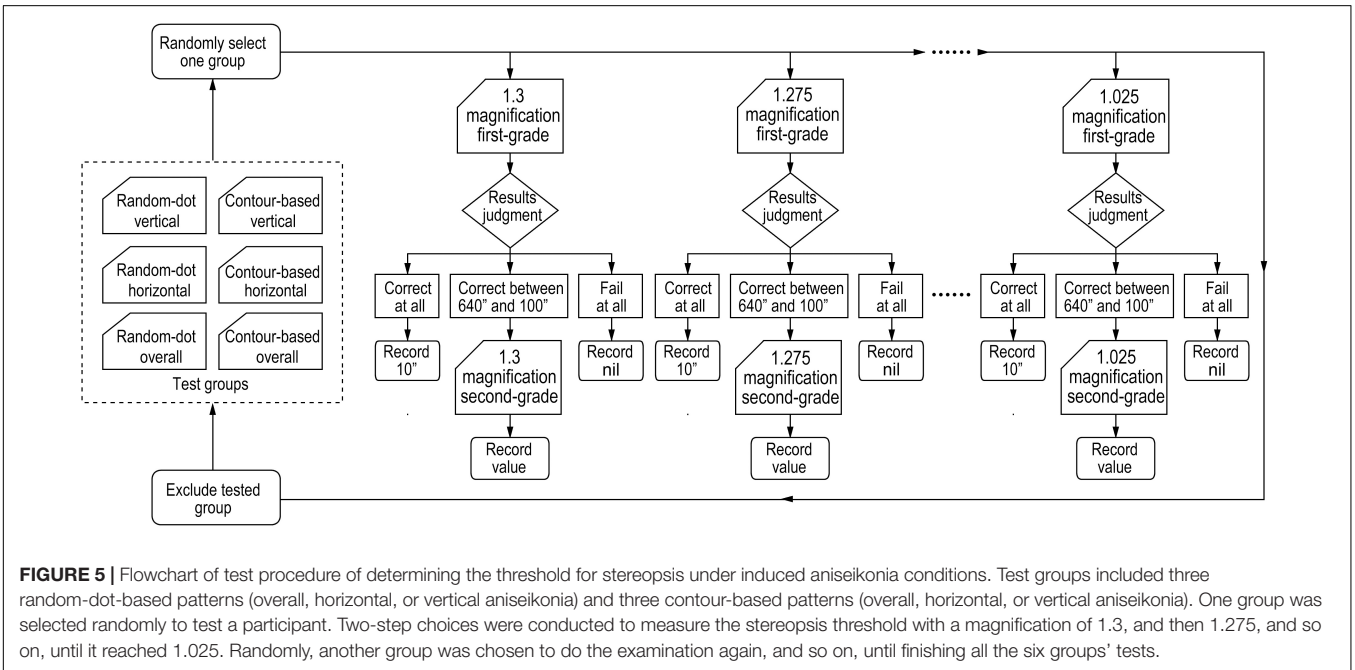 Randomly select
one group
1.3
magnification
first-grade
1.275
magnification
first-grade
1.025
magnification
first-grade
Random-dot
vertical
Contour-based
vertical
Random-dot
horizontal
Contour-based
horizontal
Random-dot
overall
Contour-based
overall
Test groups
Results
judgment
Results
judgment
Results
judgment
Correct
at all
Correct between
640” and 100”
Fail
at all
Correct
at all
Correct between
640” and 100”
Fail
at all
Correct
at all
Correct between
640” and 100”
Fail
at all
Record
10”
1.3
magnification
second-grade
Record
nil
Record
10”
1.275
magnification
second-grade
Record
nil
Record
10”
1.025
magnification
second-grade
Record
nil
Record
value
Record
value
Record
value
Exclude tested
group
FIGURE 5 | Flowchart of test procedure of determining the threshold for stereopsis under induced aniseikonia conditions. Test groups included three
random-dot-based patterns (overall, horizontal, or vertical aniseikonia) and three contour-based patterns (overall, horizontal, or vertical aniseikonia). One group was
selected randomly to test a participant. Two-step choices were conducted to measure the stereopsis threshold with a magnification of 1.3, and then 1.275, and so
on, until it reached 1.025. Randomly, another group was chosen to do the examination again, and so on, until finishing all the six groups’ tests.